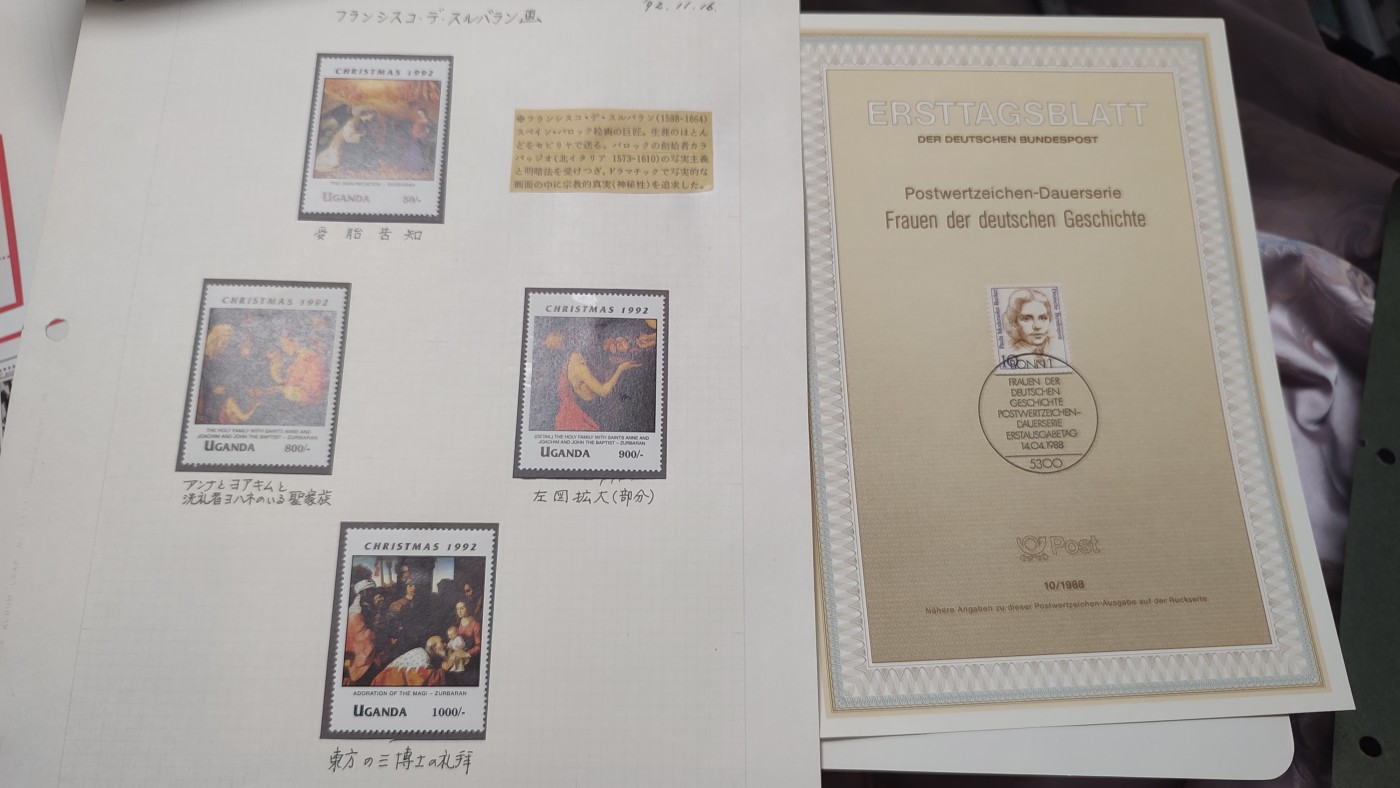 フランシスコ・デ・スルバラン画
'92.11.16.
CHRISTMAS 1992
THE ANNUNCIATION - ZURBARAN
UGANDA 50/-
受胎告知
フランシスコ・デ・スルバラン(1598-1664)
スペイン・バロック絵画の巨匠。生涯のほとん
どをセビリヤで送る。バロックの創始者カラ
バッジオ(北イタリア 1573-1610)の写実主義
と明暗法を受けつぎ、ドラマチックで写実的な
画面の中に宗教的真実(神秘性)を追求した。
CHRISTMAS 1992
THE HOLY FAMILY WITH SAINTS ANNE AND
JOACHIM AND JOHN THE BAPTIST - ZURBARAN
UGANDA 800/-
アンナとヨアキムと
洗礼者ヨハネのいる聖家族
CHRISTMAS 1992
(DETAIL) THE HOLY FAMILY WITH SAINTS ANNE AND
JOACHIM AND JOHN THE BAPTIST - ZURBARAN
UGANDA 900/-
左図拡大(部分)
CHRISTMAS 1992
ADORATION OF THE MAGI - ZURBARAN
UGANDA 1000/-
東方の三博士の礼拝
ERSTTAGSBLATT
DER DEUTSCHEN BUNDESPOST
Postwertzeichen-Dauerserie
Frauen der deutschen Geschichte
Paula Modersohn-Becker
Deutsche Bundespost
10
BONN 1
FRAUEN DER
DEUTSCHEN
GESCHICHTE
POSTWERTZEICHEN-
DAUERSERIE
ERSTAUSGABETAG
14.04.1988
5300
Post
10/1988
Nähere Angaben zu dieser Postwertzeichen-Ausgabe auf der Rückseite